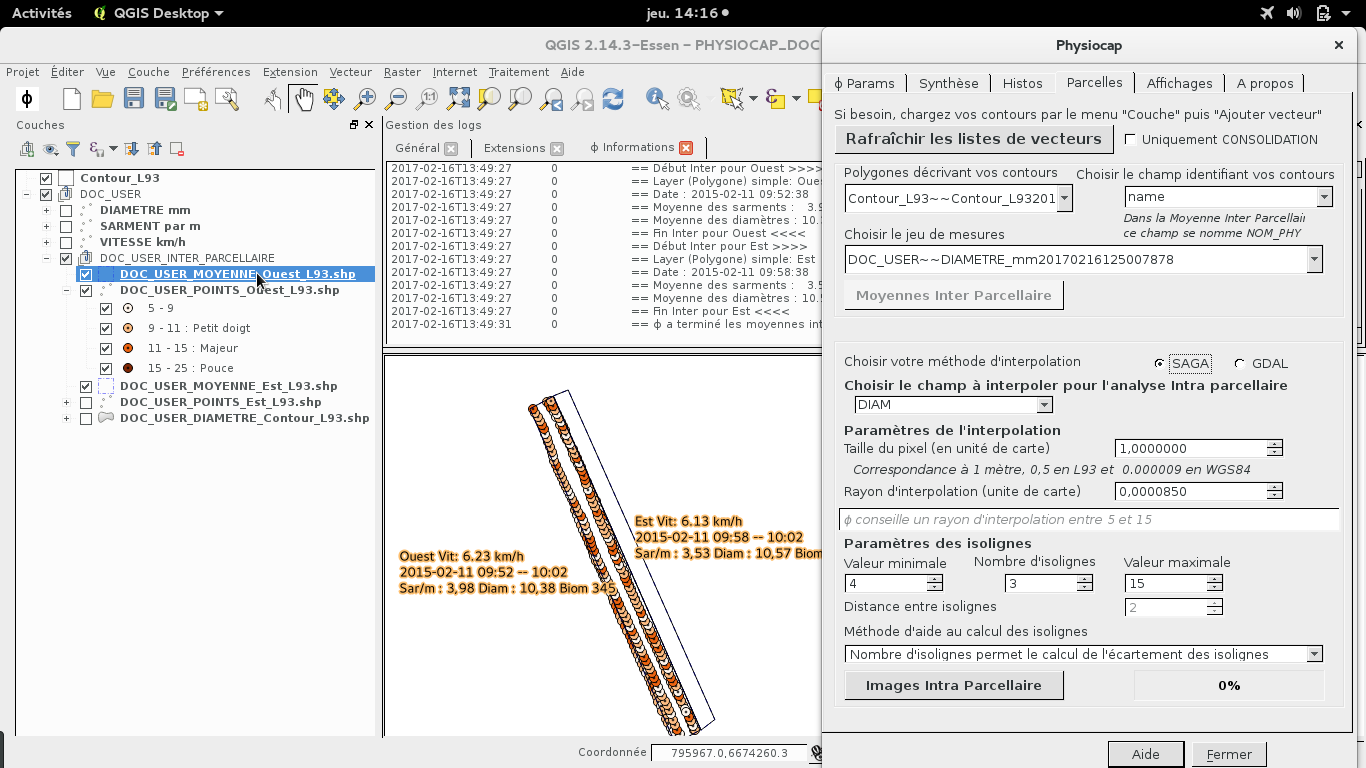 Activités
QGIS Desktop
jeu. 14:16
QGIS 2.14.3-Essen – PHYSIOCAP_DOC
Projet Éditer Vue Couche Préférences Extension Vecteur Raster Internet Traitement Aide
ф
Couches
Contour_L93
DOC_USER
DIAMETRE mm
SARMENT par m
VITESSE km/h
DOC_USER_INTER_PARCELLAIRE
DOC_USER_MOYENNE_Ouest_L93.shp
DOC_USER_POINTS_Ouest_L93.shp
5 - 9
9 - 11 : Petit doigt
11 - 15 : Majeur
15 - 25 : Pouce
DOC_USER_MOYENNE_Est_L93.shp
DOC_USER_POINTS_Est_L93.shp
DOC_USER_DIAMETRE_Contour_L93.shp
Gestion des logs
Général Extensions ф Informations
2017-02-16T13:49:27 0 == Début Inter pour Ouest >>>>
2017-02-16T13:49:27 0 == Layer (Polygone) simple: Oues
2017-02-16T13:49:27 0 == Date : 2015-02-11 09:52:38
2017-02-16T13:49:27 0 == Moyenne des sarments : 3.9
2017-02-16T13:49:27 0 == Moyenne des diamètres : 10.
2017-02-16T13:49:27 0 == Fin Inter pour Ouest <<<<
2017-02-16T13:49:27 0 == Début Inter pour Est >>>>
2017-02-16T13:49:27 0 == Layer (Polygone) simple: Est
2017-02-16T13:49:27 0 == Date : 2015-02-11 09:58:38
2017-02-16T13:49:27 0 == Moyenne des sarments : 3.5
2017-02-16T13:49:27 0 == Moyenne des diamètres : 10.5
2017-02-16T13:49:27 0 == Fin Inter pour Est <<<<
2017-02-16T13:49:31 0 == ф a terminé les moyennes int
Est Vit: 6.13 km/h
2015-02-11 09:58 -- 10:02
Sar/m : 3,53 Diam : 10,57 Biom
Ouest Vit: 6.23 km/h
2015-02-11 09:52 -- 10:02
Sar/m : 3,98 Diam : 10,38 Biom 345
Coordonnée 795967.0,6674260.3
Physiocap
ф Params Synthèse Histos Parcelles Affichages A propos
Si besoin, chargez vos contours par le menu "Couche" puis "Ajouter vecteur"
Rafraîchir les listes de vecteurs Uniquement CONSOLIDATION
Polygones décrivant vos contours Choisir le champ identifiant vos contours
Contour_L93~~Contour_L93201 name
Dans la Moyenne Inter Parcellair
ce champ se nomme NOM_PHY
Choisir le jeu de mesures
DOC_USER~~DIAMETRE_mm20170216125007878
Moyennes Inter Parcellaire
Choisir votre méthode d'interpolation SAGA GDAL
Choisir le champ à interpoler pour l'analyse Intra parcellaire
DIAM
Paramètres de l'interpolation
Taille du pixel (en unité de carte) 1,0000000
Correspondance à 1 mètre, 0,5 en L93 et 0.000009 en WGS84
Rayon d'interpolation (unite de carte) 0,0000850
ф conseille un rayon d'interpolation entre 5 et 15
Paramètres des isolignes
Valeur minimale Nombre d'isolignes Valeur maximale
4 3 15
Distance entre isolignes 2
Méthode d'aide au calcul des isolignes
Nombre d'isolignes permet le calcul de l'écartement des isolignes
Images Intra Parcellaire 0%
Aide Fermer